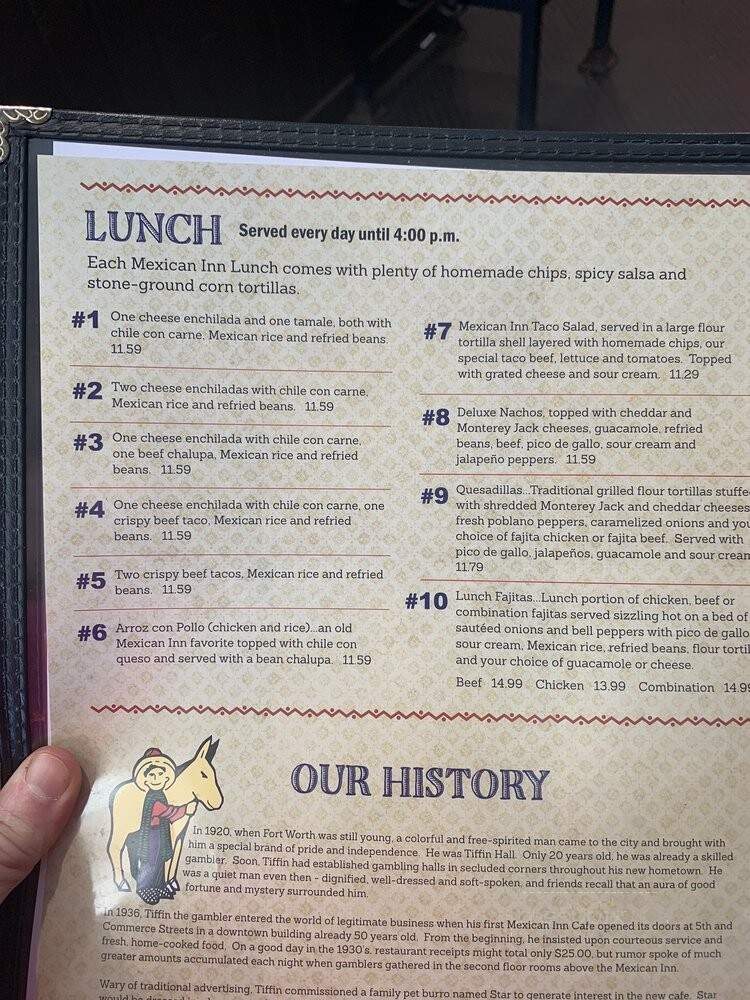 LUNCH Served every day until 4:00 p.m.
Each Mexican Inn Lunch comes with plenty of homemade chips, spicy salsa and
stone-ground corn tortillas.
#1 One cheese enchilada and one tamale, both with
chile con carne, Mexican rice and refried beans.
11.59
#2 Two cheese enchiladas with chile con carne,
Mexican rice and refried beans. 11.59
#3 One cheese enchilada with chile con carne,
one beef chalupa, Mexican rice and refried
beans. 11.59
#4 One cheese enchilada with chile con carne, one
crispy beef taco, Mexican rice and refried
beans. 11.59
#5 Two crispy beef tacos, Mexican rice and refried
beans. 11.59
#6 Arroz con Pollo (chicken and rice)...an old
Mexican Inn favorite topped with chile con
queso and served with a bean chalupa. 11.59
#7 Mexican Inn Taco Salad, served in a large flour
tortilla shell layered with homemade chips, our
special taco beef, lettuce and tomatoes. Topped
with grated cheese and sour cream. 11.29
#8 Deluxe Nachos, topped with cheddar and
Monterey Jack cheeses, guacamole, refried
beans, beef, pico de gallo, sour cream and
jalapeño peppers. 11.59
#9 Quesadillas...Traditional grilled flour tortillas stuffe
with shredded Monterey Jack and cheddar cheeses
fresh poblano peppers, caramelized onions and you
choice of fajita chicken or fajita beef. Served with
pico de gallo, jalapeños, guacamole and sour cream
11.79
#10 Lunch Fajitas...Lunch portion of chicken, beef or
combination fajitas served sizzling hot on a bed of
sautéed onions and bell peppers with pico de gallo
sour cream, Mexican rice, refried beans, flour tortil
and your choice of guacamole or cheese.
Beef 14.99 Chicken 13.99 Combination 14.99
OUR HISTORY
In 1920, when Fort Worth was still young, a colorful and free-spirited man came to the city and brought with
him a special brand of pride and independence. He was Tiffin Hall. Only 20 years old, he was already a skilled
gambler. Soon, Tiffin had established gambling halls in secluded corners throughout his new hometown. He
was a quiet man even then - dignified, well-dressed and soft-spoken, and friends recall that an aura of good
fortune and mystery surrounded him.
In 1936, Tiffin the gambler entered the world of legitimate business when his first Mexican Inn Cafe opened its doors at 5th and
Commerce Streets in a downtown building already 50 years old. From the beginning, he insisted upon courteous service and
fresh, home-cooked food. On a good day in the 1930's, restaurant receipts might total only $25.00, but rumor spoke of much
greater amounts accumulated each night when gamblers gathered in the second floor rooms above the Mexican Inn.
Wary of traditional advertising, Tiffin commissioned a family pet burro named Star to generate interest in the new cafe. Star